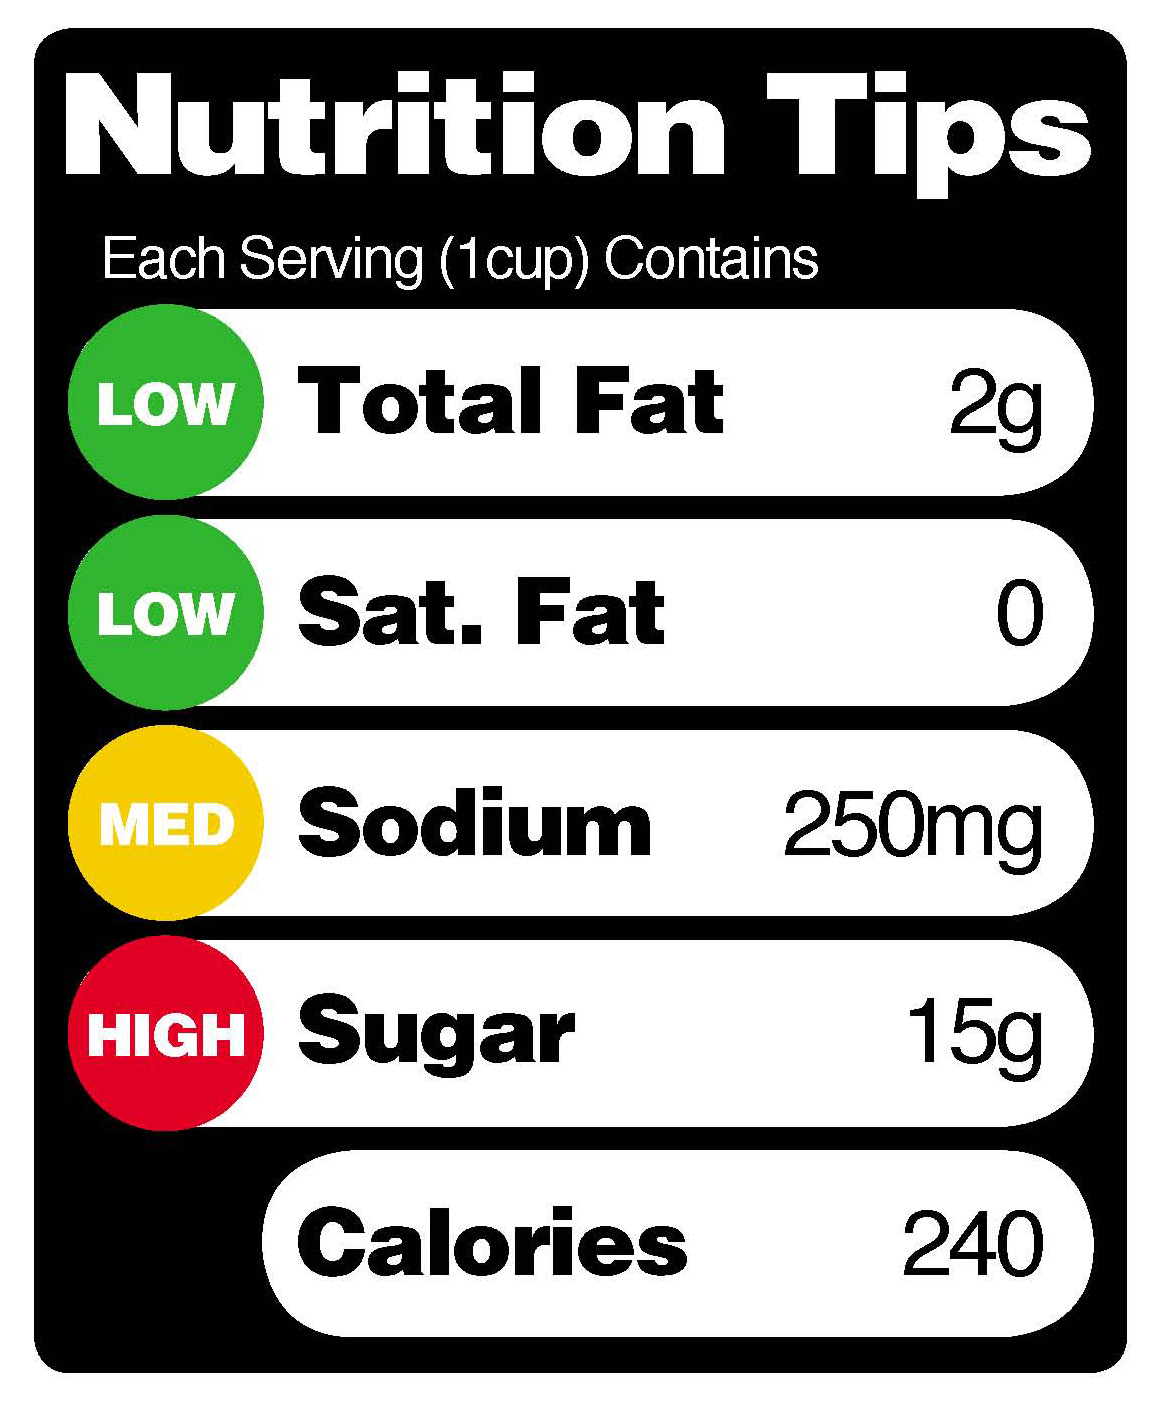 Nutrition Tips
Each Serving (1cup) Contains
LOW Total Fat 2g
LOW Sat. Fat 0
MED Sodium 250mg
HIGH Sugar 15g
Calories 240